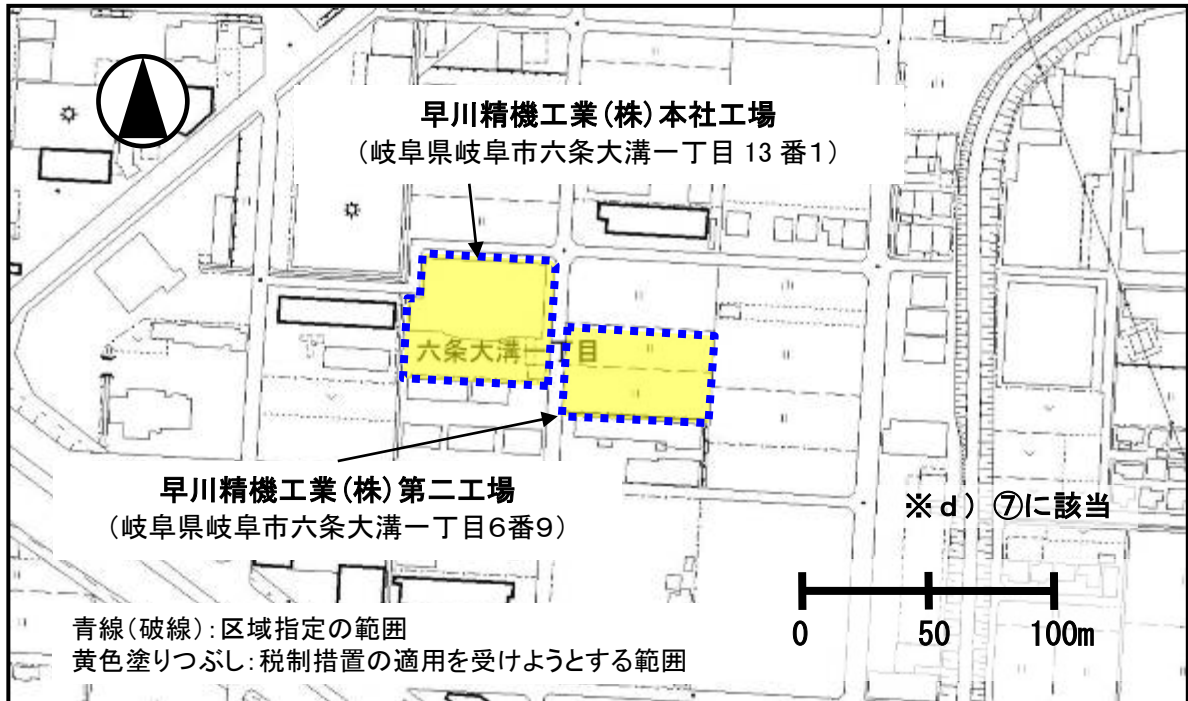 早川精機工業(株)本社工場
(岐阜県岐阜市六条大溝一丁目 13 番1)
六条大溝一丁目
早川精機工業(株)第二工場
(岐阜県岐阜市六条大溝一丁目6番9)
※d) ⑦に該当
0 50 100m
青線(破線):区域指定の範囲
黄色塗りつぶし:税制措置の適用を受けようとする範囲